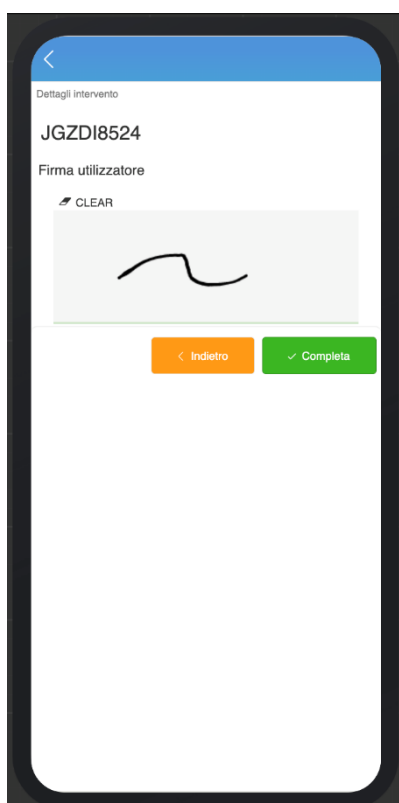 Dettagli intervento
JGZDI8524
Firma utilizzatore
CLEAR
Indietro
Completa